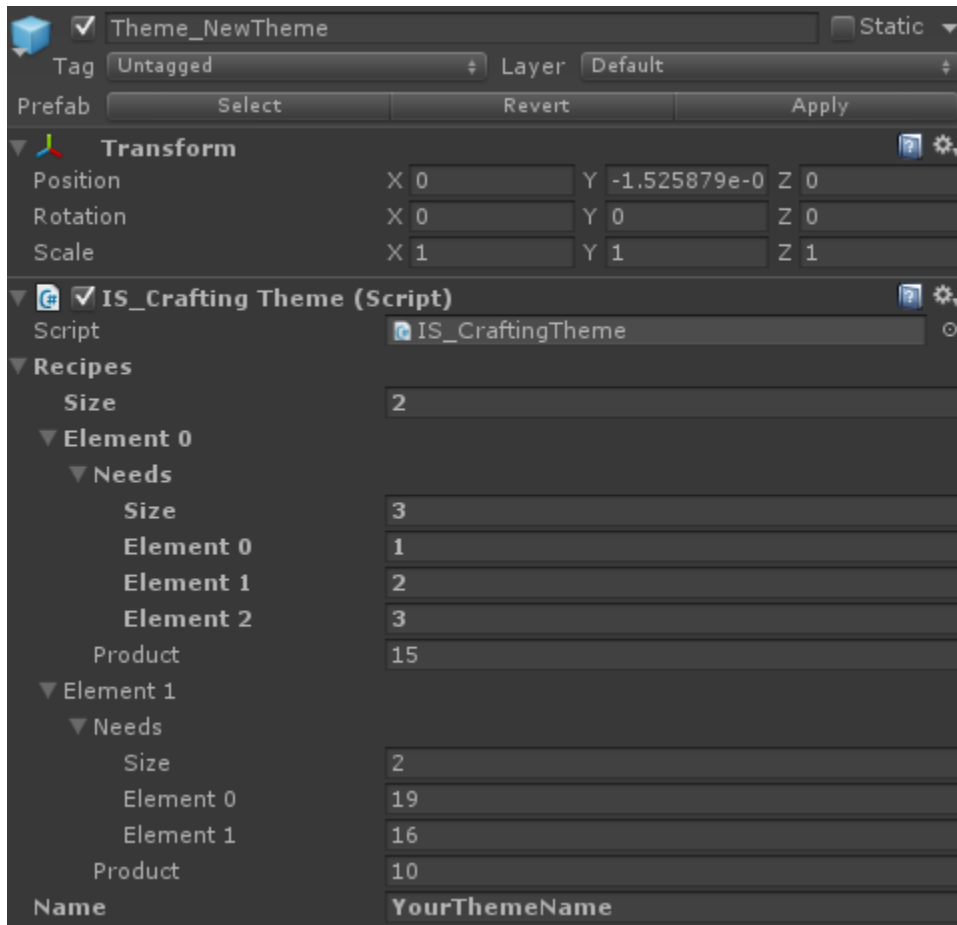 Theme_NewTheme Static
Tag Untagged Layer Default
Prefab Select Revert Apply
Transform
Position X 0 Y -1.525879e-0 Z 0
Rotation X 0 Y 0 Z 0
Scale X 1 Y 1 Z 1
IS_Crafting Theme (Script)
Script IS_CraftingTheme
Recipes
Size 2
Element 0
Needs
Size 3
Element 0 1
Element 1 2
Element 2 3
Product 15
Element 1
Needs
Size 2
Element 0 19
Element 1 16
Product 10
Name YourThemeName